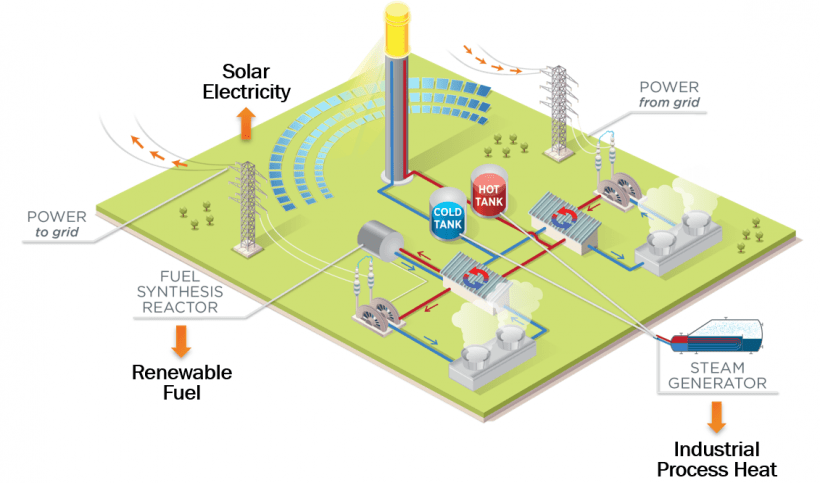 Solar
Electricity
POWER
from grid
HOT
TANK
COLD
TANK
POWER
to grid
FUEL
SYNTHESIS
REACTOR
Renewable
Fuel
STEAM
GENERATOR
Industrial
Process Heat